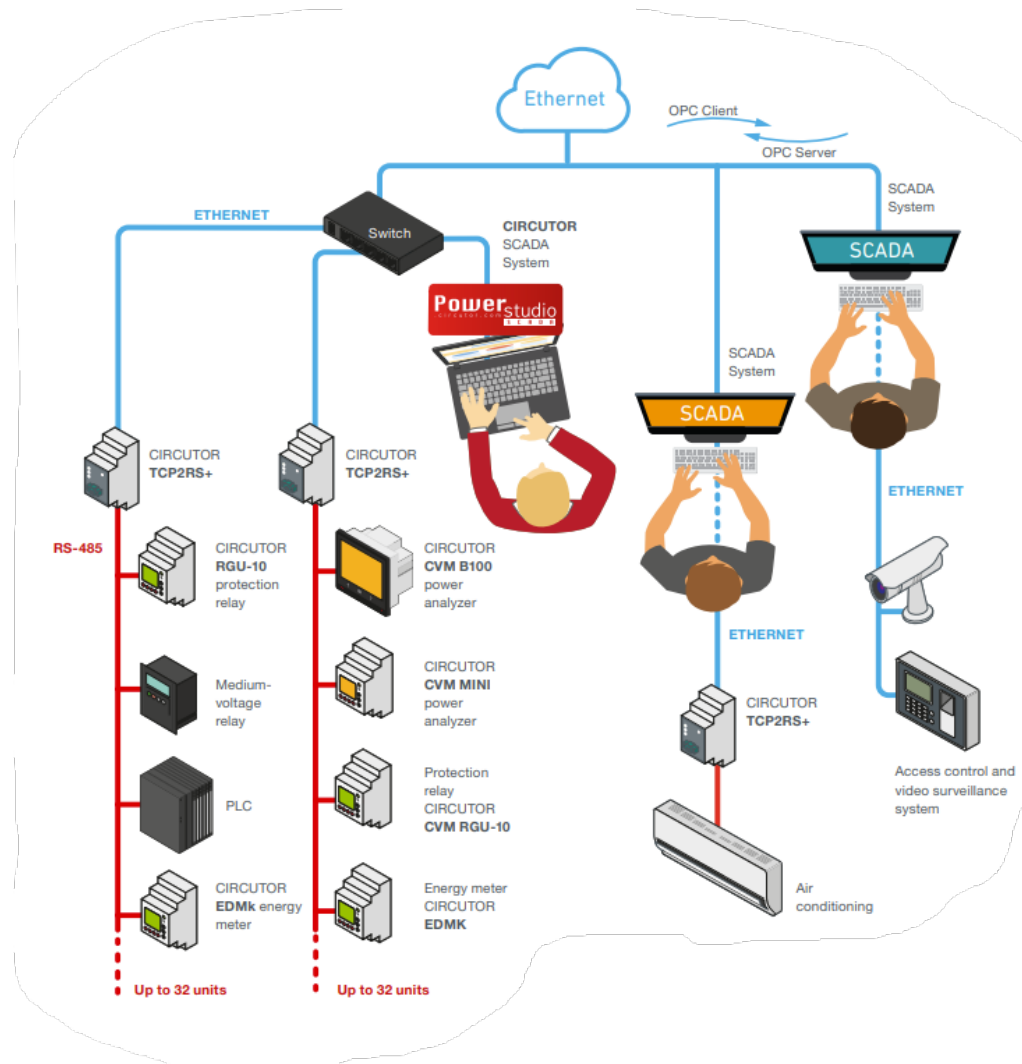 Ethernet
OPC Client
OPC Server
ETHERNET
Switch
CIRCUTOR
SCADA
System
SCADA
System
SCADA
Power studio
.circutor.com
SCADA
SCADA
System
SCADA
CIRCUTOR
TCP2RS+
CIRCUTOR
TCP2RS+
ETHERNET
RS-485
CIRCUTOR
RGU-10
protection
relay
CIRCUTOR
CVM B100
power
analyzer
ETHERNET
Medium-
voltage
relay
CIRCUTOR
CVM MINI
power
analyzer
CIRCUTOR
TCP2RS+
PLC
Protection
relay
CIRCUTOR
CVM RGU-10
Access control and
video surveillance
system
CIRCUTOR
EDMk energy
meter
Energy meter
CIRCUTOR
EDMK
Air
conditioning
Up to 32 units
Up to 32 units